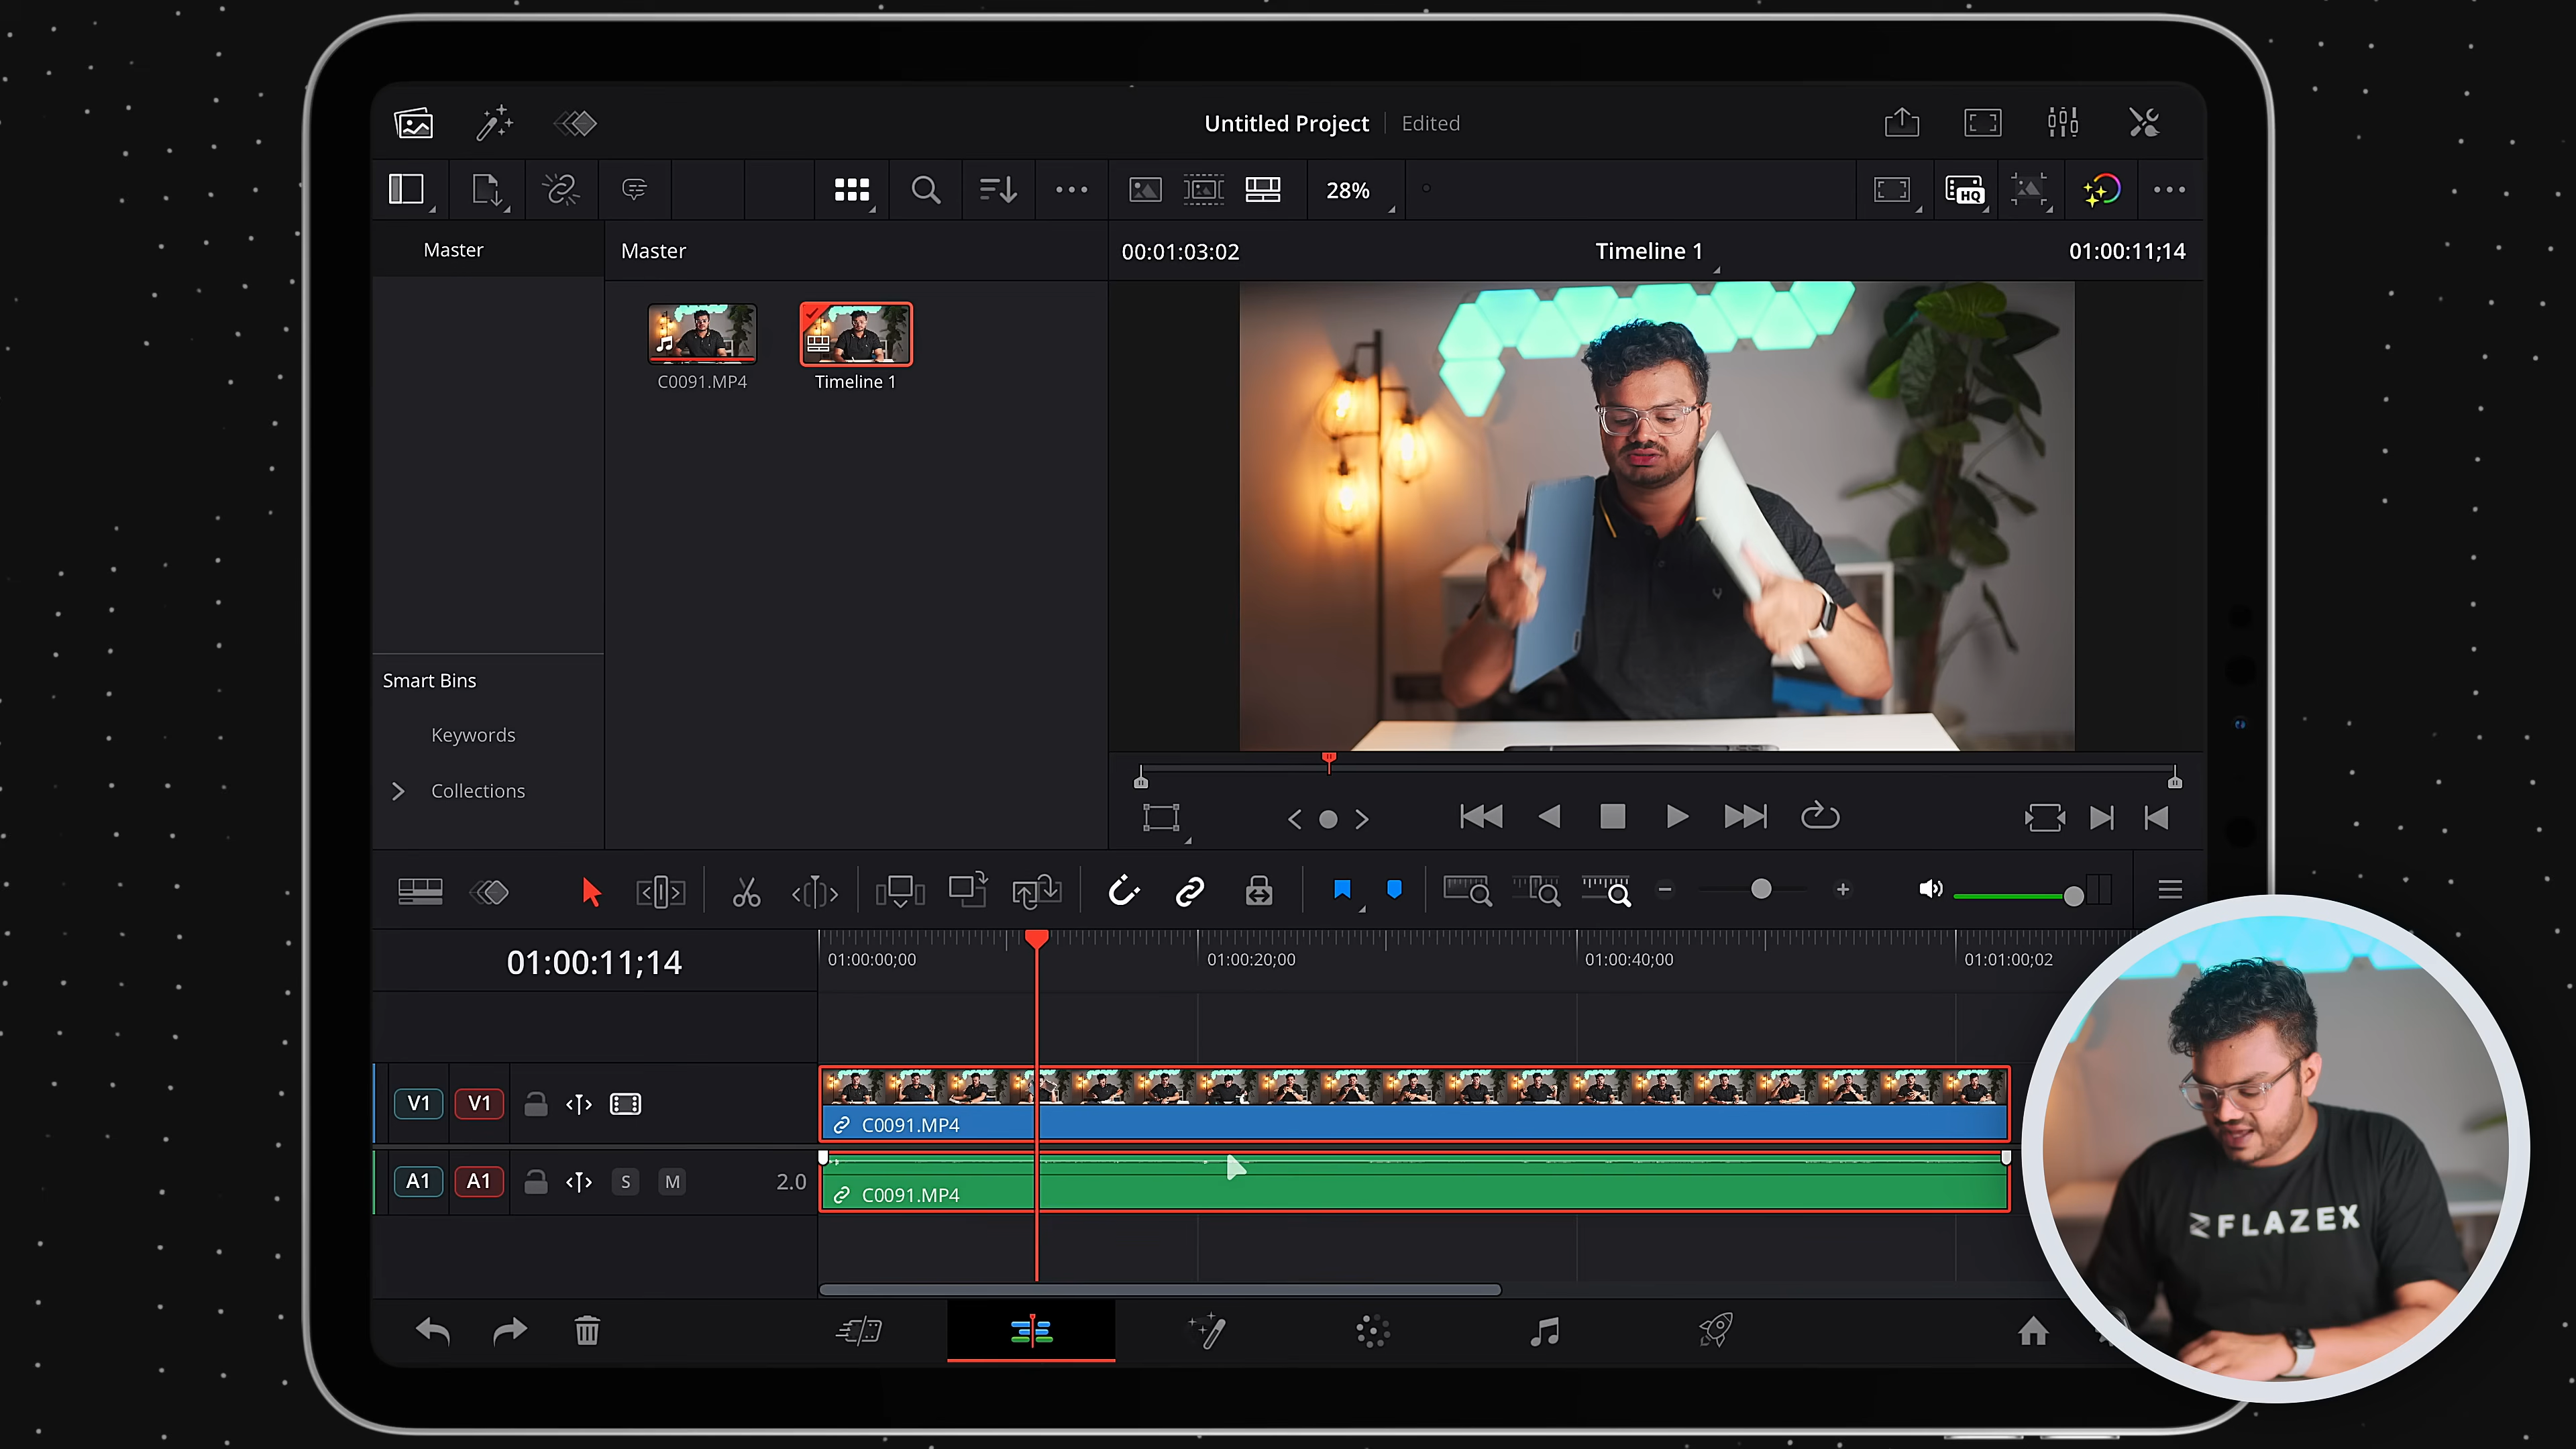 Untitled Project Edited
28% HQ
Master Master 00:01:03:02 Timeline 1 01:00:11;14
C0091.MP4 Timeline 1
Smart Bins
Keywords
Collections
01:00:11;14 01:00:00;00 01:00:20;00 01:00:40;00 01:01:00;02
V1 V1 C0091.MP4
A1 A1 S M 2.0 C0091.MP4
FLAZEX